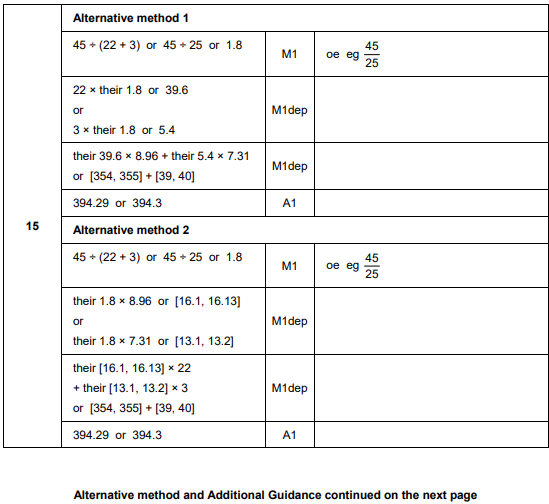 Alternative method 1
45 ÷ (22 + 3) or 45 ÷ 25 or 1.8
M1
oe eg 45/25
22 × their 1.8 or 39.6
or
3 × their 1.8 or 5.4
M1dep
their 39.6 × 8.96 + their 5.4 × 7.31
or [354, 355] + [39, 40]
M1dep
394.29 or 394.3
A1
15
Alternative method 2
45 ÷ (22 + 3) or 45 ÷ 25 or 1.8
M1
oe eg 45/25
their 1.8 × 8.96 or [16.1, 16.13]
or
their 1.8 × 7.31 or [13.1, 13.2]
M1dep
their [16.1, 16.13] × 22
+ their [13.1, 13.2] × 3
or [354, 355] + [39, 40]
M1dep
394.29 or 394.3
A1
Alternative method and Additional Guidance continued on the next page